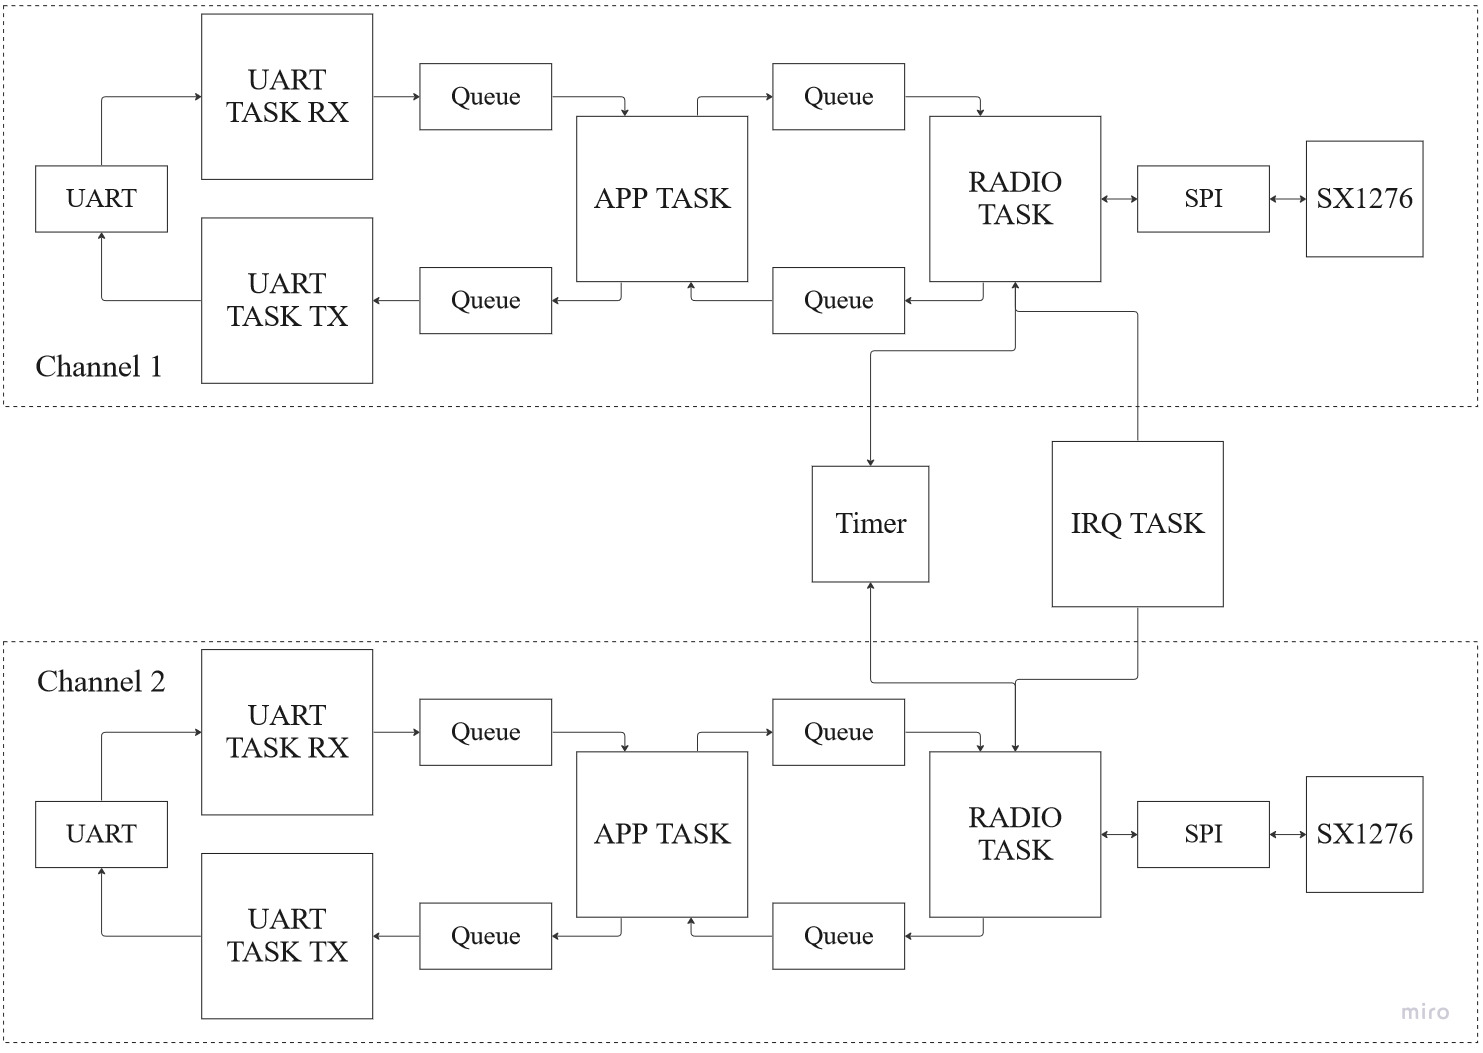 UART
TASK RX
Queue
Queue
APP TASK
RADIO
TASK
UART
SPI
SX1276
UART
TASK TX
Queue
Queue
Channel 1
Timer
IRQ TASK
Channel 2
UART
TASK RX
Queue
Queue
APP TASK
RADIO
TASK
UART
SPI
SX1276
UART
TASK TX
Queue
Queue
miro